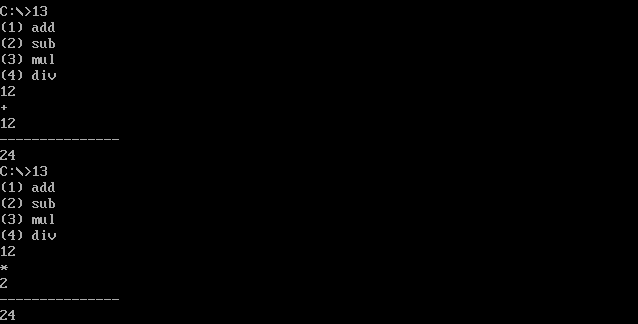 C:\>13
(1) add
(2) sub
(3) mul
(4) div
12
+
12
---------------
24
C:\>13
(1) add
(2) sub
(3) mul
(4) div
12
*
2
---------------
24